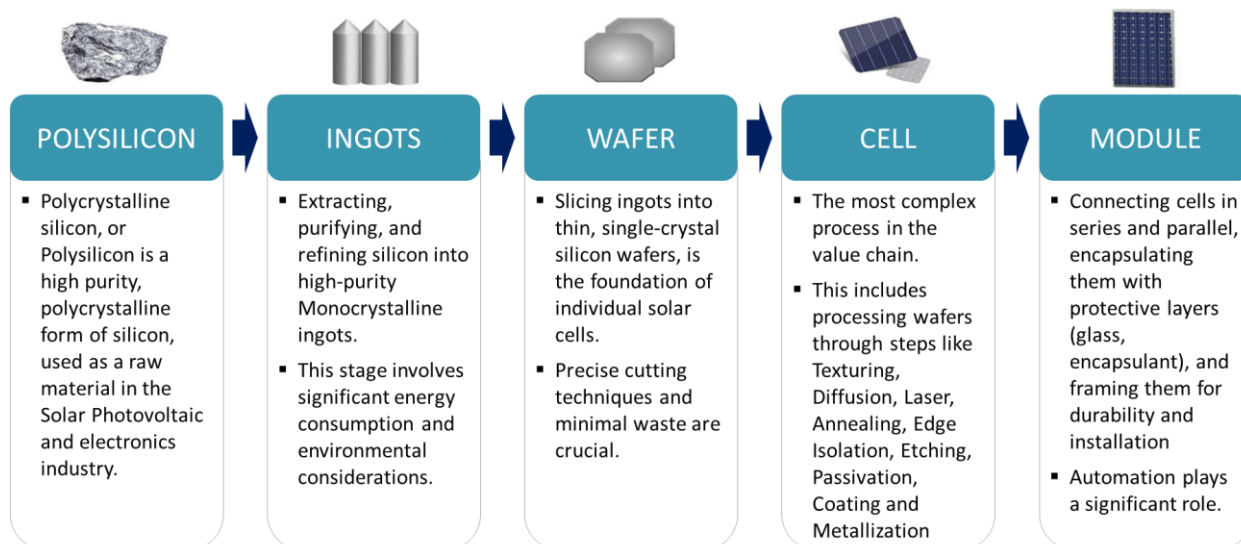 POLYSILICON
▪ Polycrystalline
silicon, or
Polysilicon is a
high purity,
polycrystalline
form of silicon,
used as a raw
material in the
Solar Photovoltaic
and electronics
industry.
INGOTS
▪ Extracting,
purifying, and
refining silicon into
high-purity
Monocrystalline
ingots.
▪ This stage involves
significant energy
consumption and
environmental
considerations.
WAFER
▪ Slicing ingots into
thin, single-crystal
silicon wafers, is
the foundation of
individual solar
cells.
▪ Precise cutting
techniques and
minimal waste are
crucial.
CELL
▪ The most complex
process in the
value chain.
▪ This includes
processing wafers
through steps like
Texturing,
Diffusion, Laser,
Annealing, Edge
Isolation, Etching,
Passivation,
Coating and
Metallization
MODULE
▪ Connecting cells in
series and parallel,
encapsulating
them with
protective layers
(glass,
encapsulant), and
framing them for
durability and
installation
▪ Automation plays
a significant role.